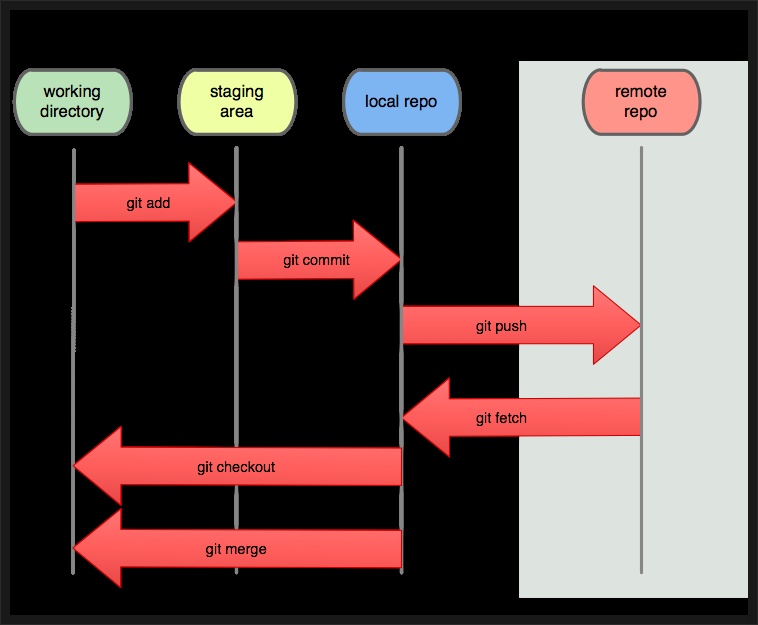 working
directory
staging
area
local repo
remote
repo
git add
git commit
git push
git fetch
git checkout
git merge